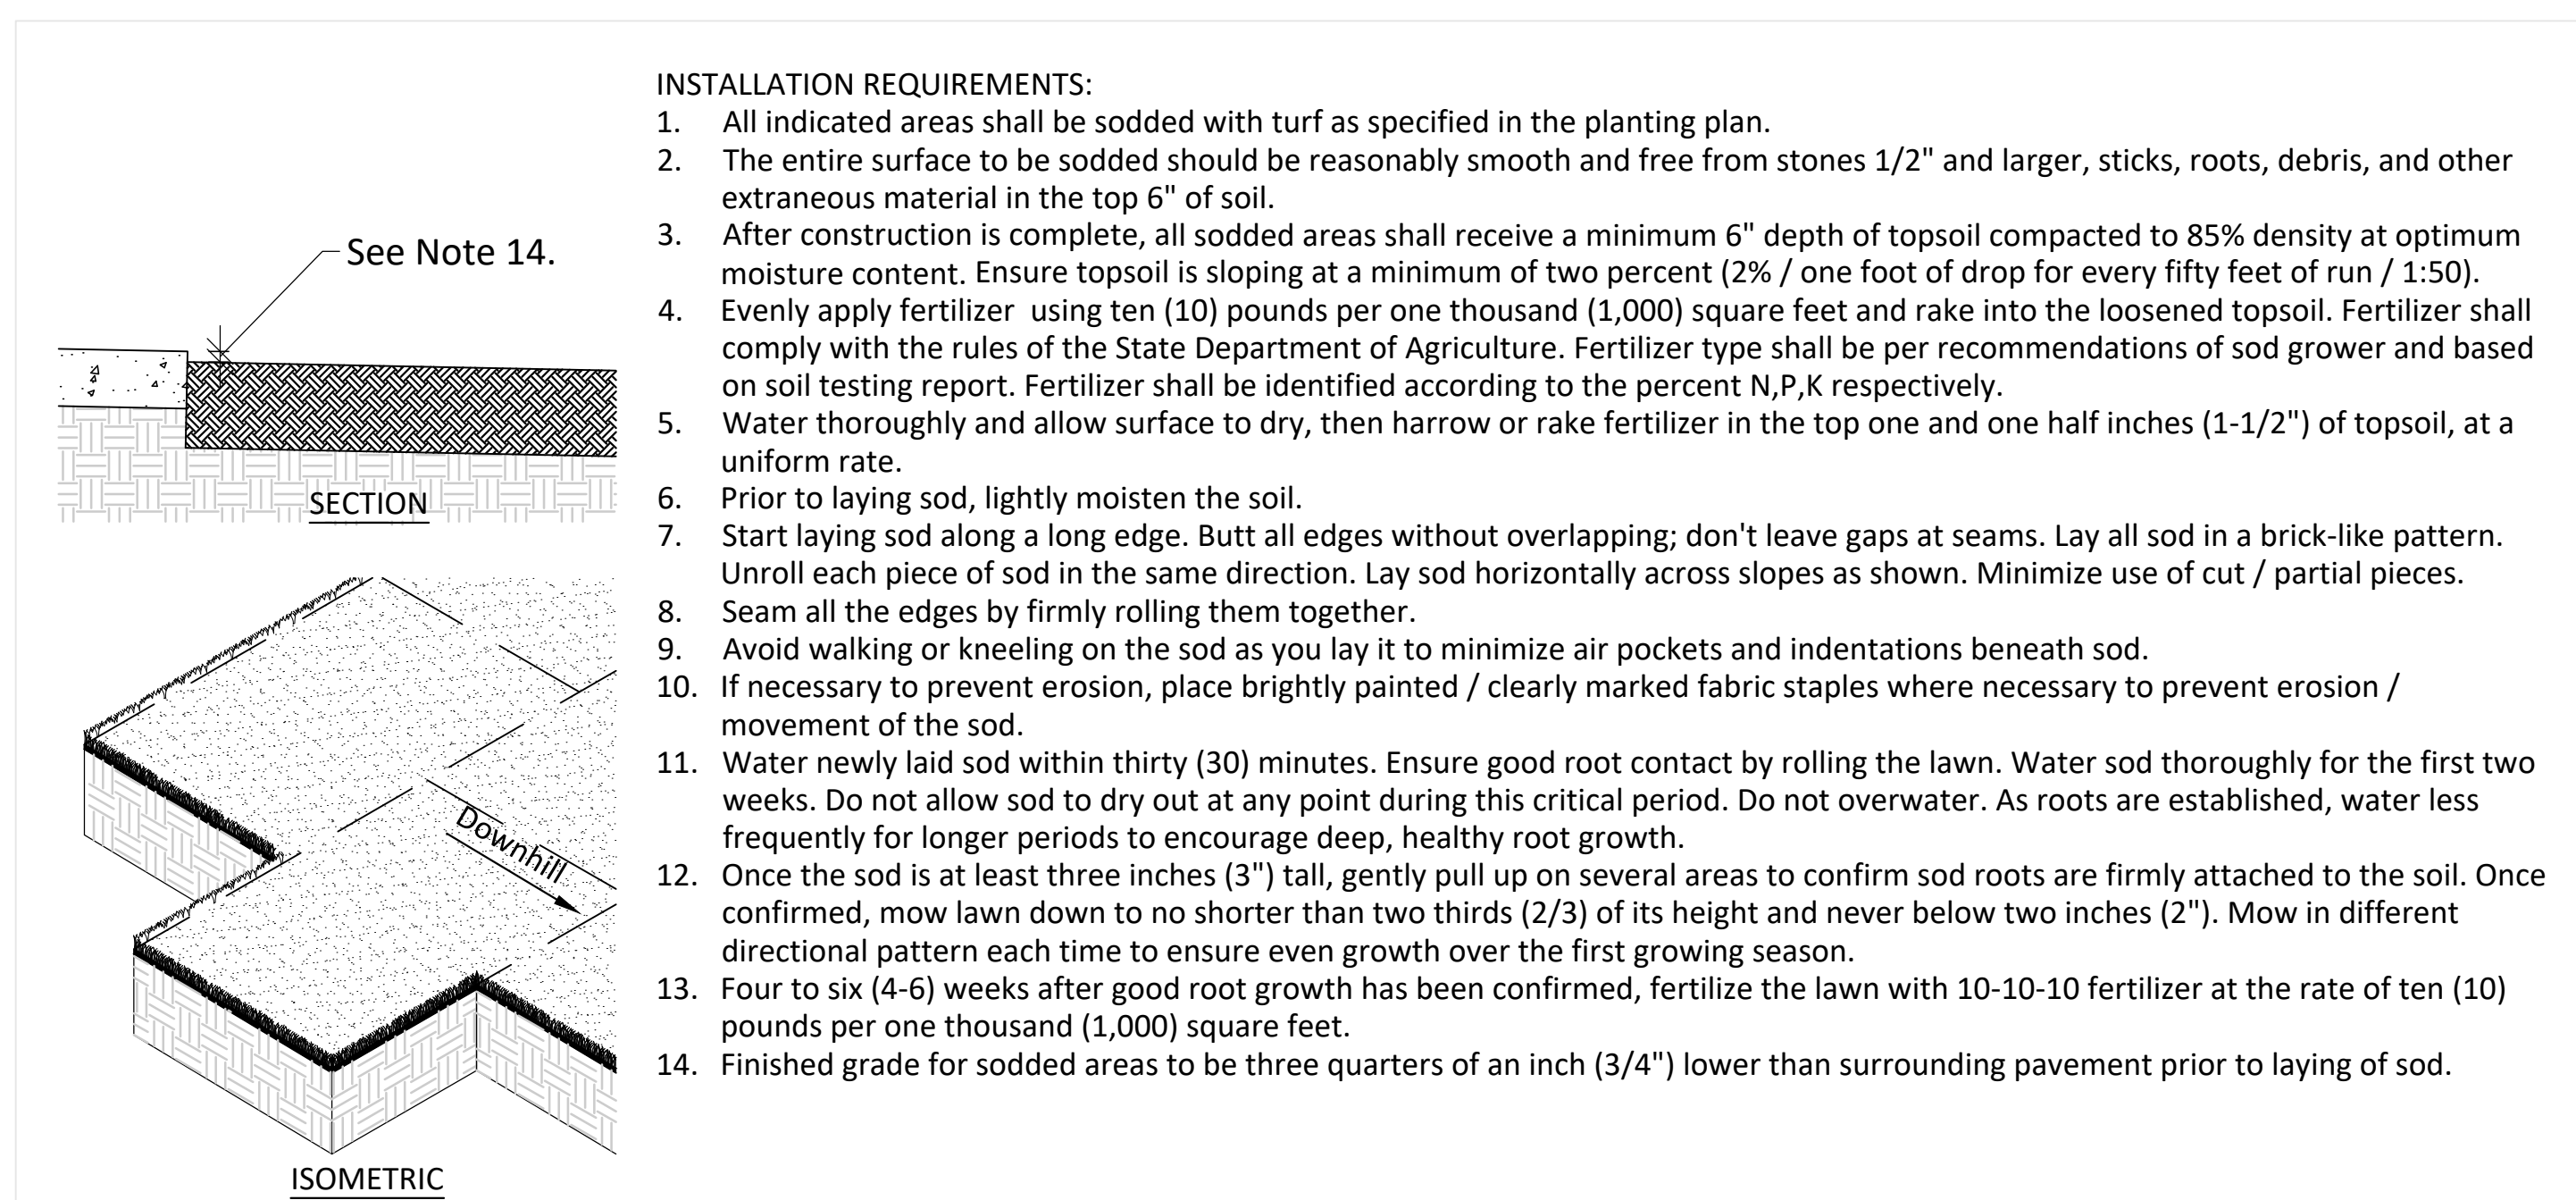 INSTALLATION REQUIREMENTS:
1. All indicated areas shall be sodded with turf as specified in the planting plan.
2. The entire surface to be sodded should be reasonably smooth and free from stones 1/2" and larger, sticks, roots, debris, and other
extraneous material in the top 6" of soil.
3. After construction is complete, all sodded areas shall receive a minimum 6" depth of topsoil compacted to 85% density at optimum
moisture content. Ensure topsoil is sloping at a minimum of two percent (2% / one foot of drop for every fifty feet of run / 1:50).
4. Evenly apply fertilizer using ten (10) pounds per one thousand (1,000) square feet and rake into the loosened topsoil. Fertilizer shall
comply with the rules of the State Department of Agriculture. Fertilizer type shall be per recommendations of sod grower and based
on soil testing report. Fertilizer shall be identified according to the percent N,P,K respectively.
5. Water thoroughly and allow surface to dry, then harrow or rake fertilizer in the top one and one half inches (1-1/2") of topsoil, at a
uniform rate.
6. Prior to laying sod, lightly moisten the soil.
7. Start laying sod along a long edge. Butt all edges without overlapping; don't leave gaps at seams. Lay all sod in a brick-like pattern.
Unroll each piece of sod in the same direction. Lay sod horizontally across slopes as shown. Minimize use of cut / partial pieces.
8. Seam all the edges by firmly rolling them together.
9. Avoid walking or kneeling on the sod as you lay it to minimize air pockets and indentations beneath sod.
10. If necessary to prevent erosion, place brightly painted / clearly marked fabric staples where necessary to prevent erosion /
movement of the sod.
11. Water newly laid sod within thirty (30) minutes. Ensure good root contact by rolling the lawn. Water sod thoroughly for the first two
weeks. Do not allow sod to dry out at any point during this critical period. Do not overwater. As roots are established, water less
frequently for longer periods to encourage deep, healthy root growth.
12. Once the sod is at least three inches (3") tall, gently pull up on several areas to confirm sod roots are firmly attached to the soil. Once
confirmed, mow lawn down to no shorter than two thirds (2/3) of its height and never below two inches (2"). Mow in different
directional pattern each time to ensure even growth over the first growing season.
13. Four to six (4-6) weeks after good root growth has been confirmed, fertilize the lawn with 10-10-10 fertilizer at the rate of ten (10)
pounds per one thousand (1,000) square feet.
14. Finished grade for sodded areas to be three quarters of an inch (3/4") lower than surrounding pavement prior to laying of sod.
See Note 14.
SECTION
Downhill
ISOMETRIC